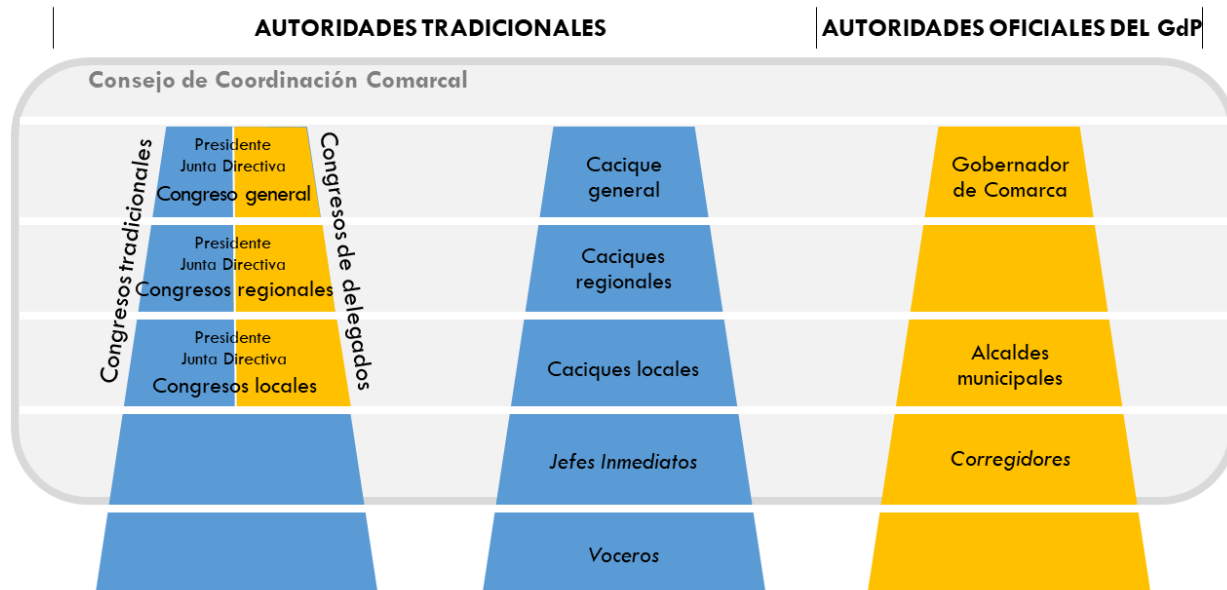 AUTORIDADES TRADICIONALES
AUTORIDADES OFICIALES DEL GdP
Consejo de Coordinación Comarcal
Congresos tradicionales
Presidente
Junta Directiva
Congreso general
Presidente
Junta Directiva
Congresos regionales
Presidente
Junta Directiva
Congresos locales
Congresos de delegados
Cacique
general
Caciques
regionales
Caciques locales
Jefes Inmediatos
Voceros
Gobernador
de Comarca
Alcaldes
municipales
Corregidores